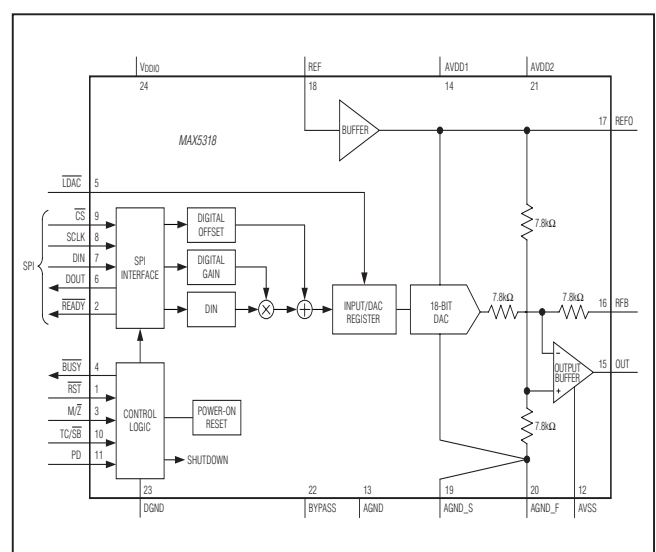 VDDIO REF AVDD1 AVDD2
24 18 14 21
BUFFER
17 REFO
MAX5318
LDAC 5
7.8kΩ
CS 9
SCLK 8
SPI
DIN 7
DOUT 6
READY 2
SPI
INTERFACE
DIGITAL
OFFSET
DIGITAL
GAIN
DIN
INPUT/DAC
REGISTER
18-BIT
DAC
7.8kΩ
7.8kΩ
16 RFB
OUTPUT
BUFFER
15 OUT
BUSY 4
RST 1
M/Z 3
TC/SB 10
PD 11
CONTROL
LOGIC
POWER-ON
RESET
SHUTDOWN
7.8kΩ
23 22 13 19 20 12
DGND BYPASS AGND AGND_S AGND_F AVSS